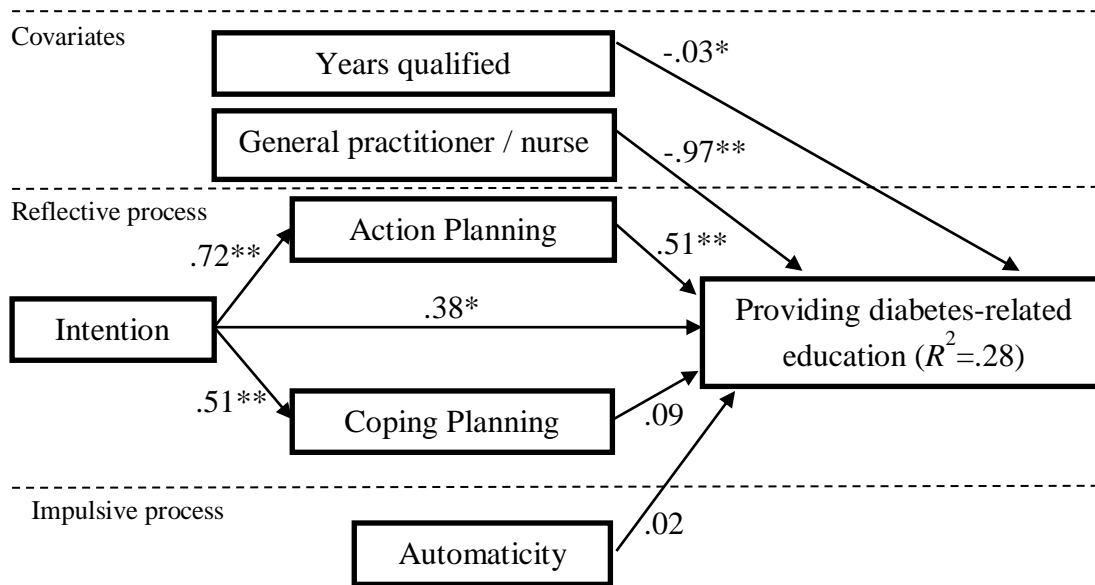 Covariates
Years qualified
-.03*
General practitioner / nurse
-.97**
Reflective process
Action Planning
.72**
.51**
Intention
.38*
Providing diabetes-related
education (R²=.28)
.51**
Coping Planning
.09
Impulsive process
.02
Automaticity